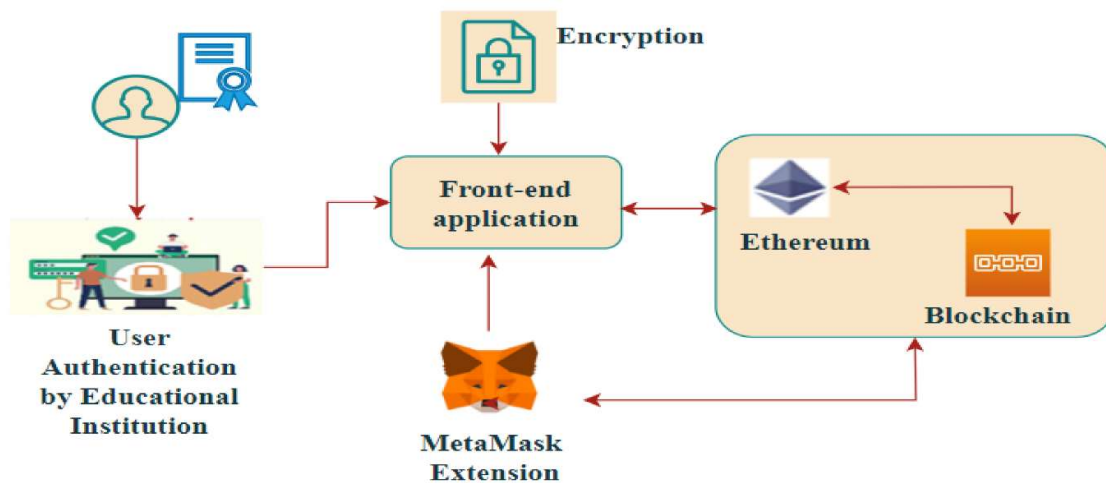 Encryption
Front-end
application
Ethereum
Blockchain
User
Authentication
by Educational
Institution
MetaMask
Extension